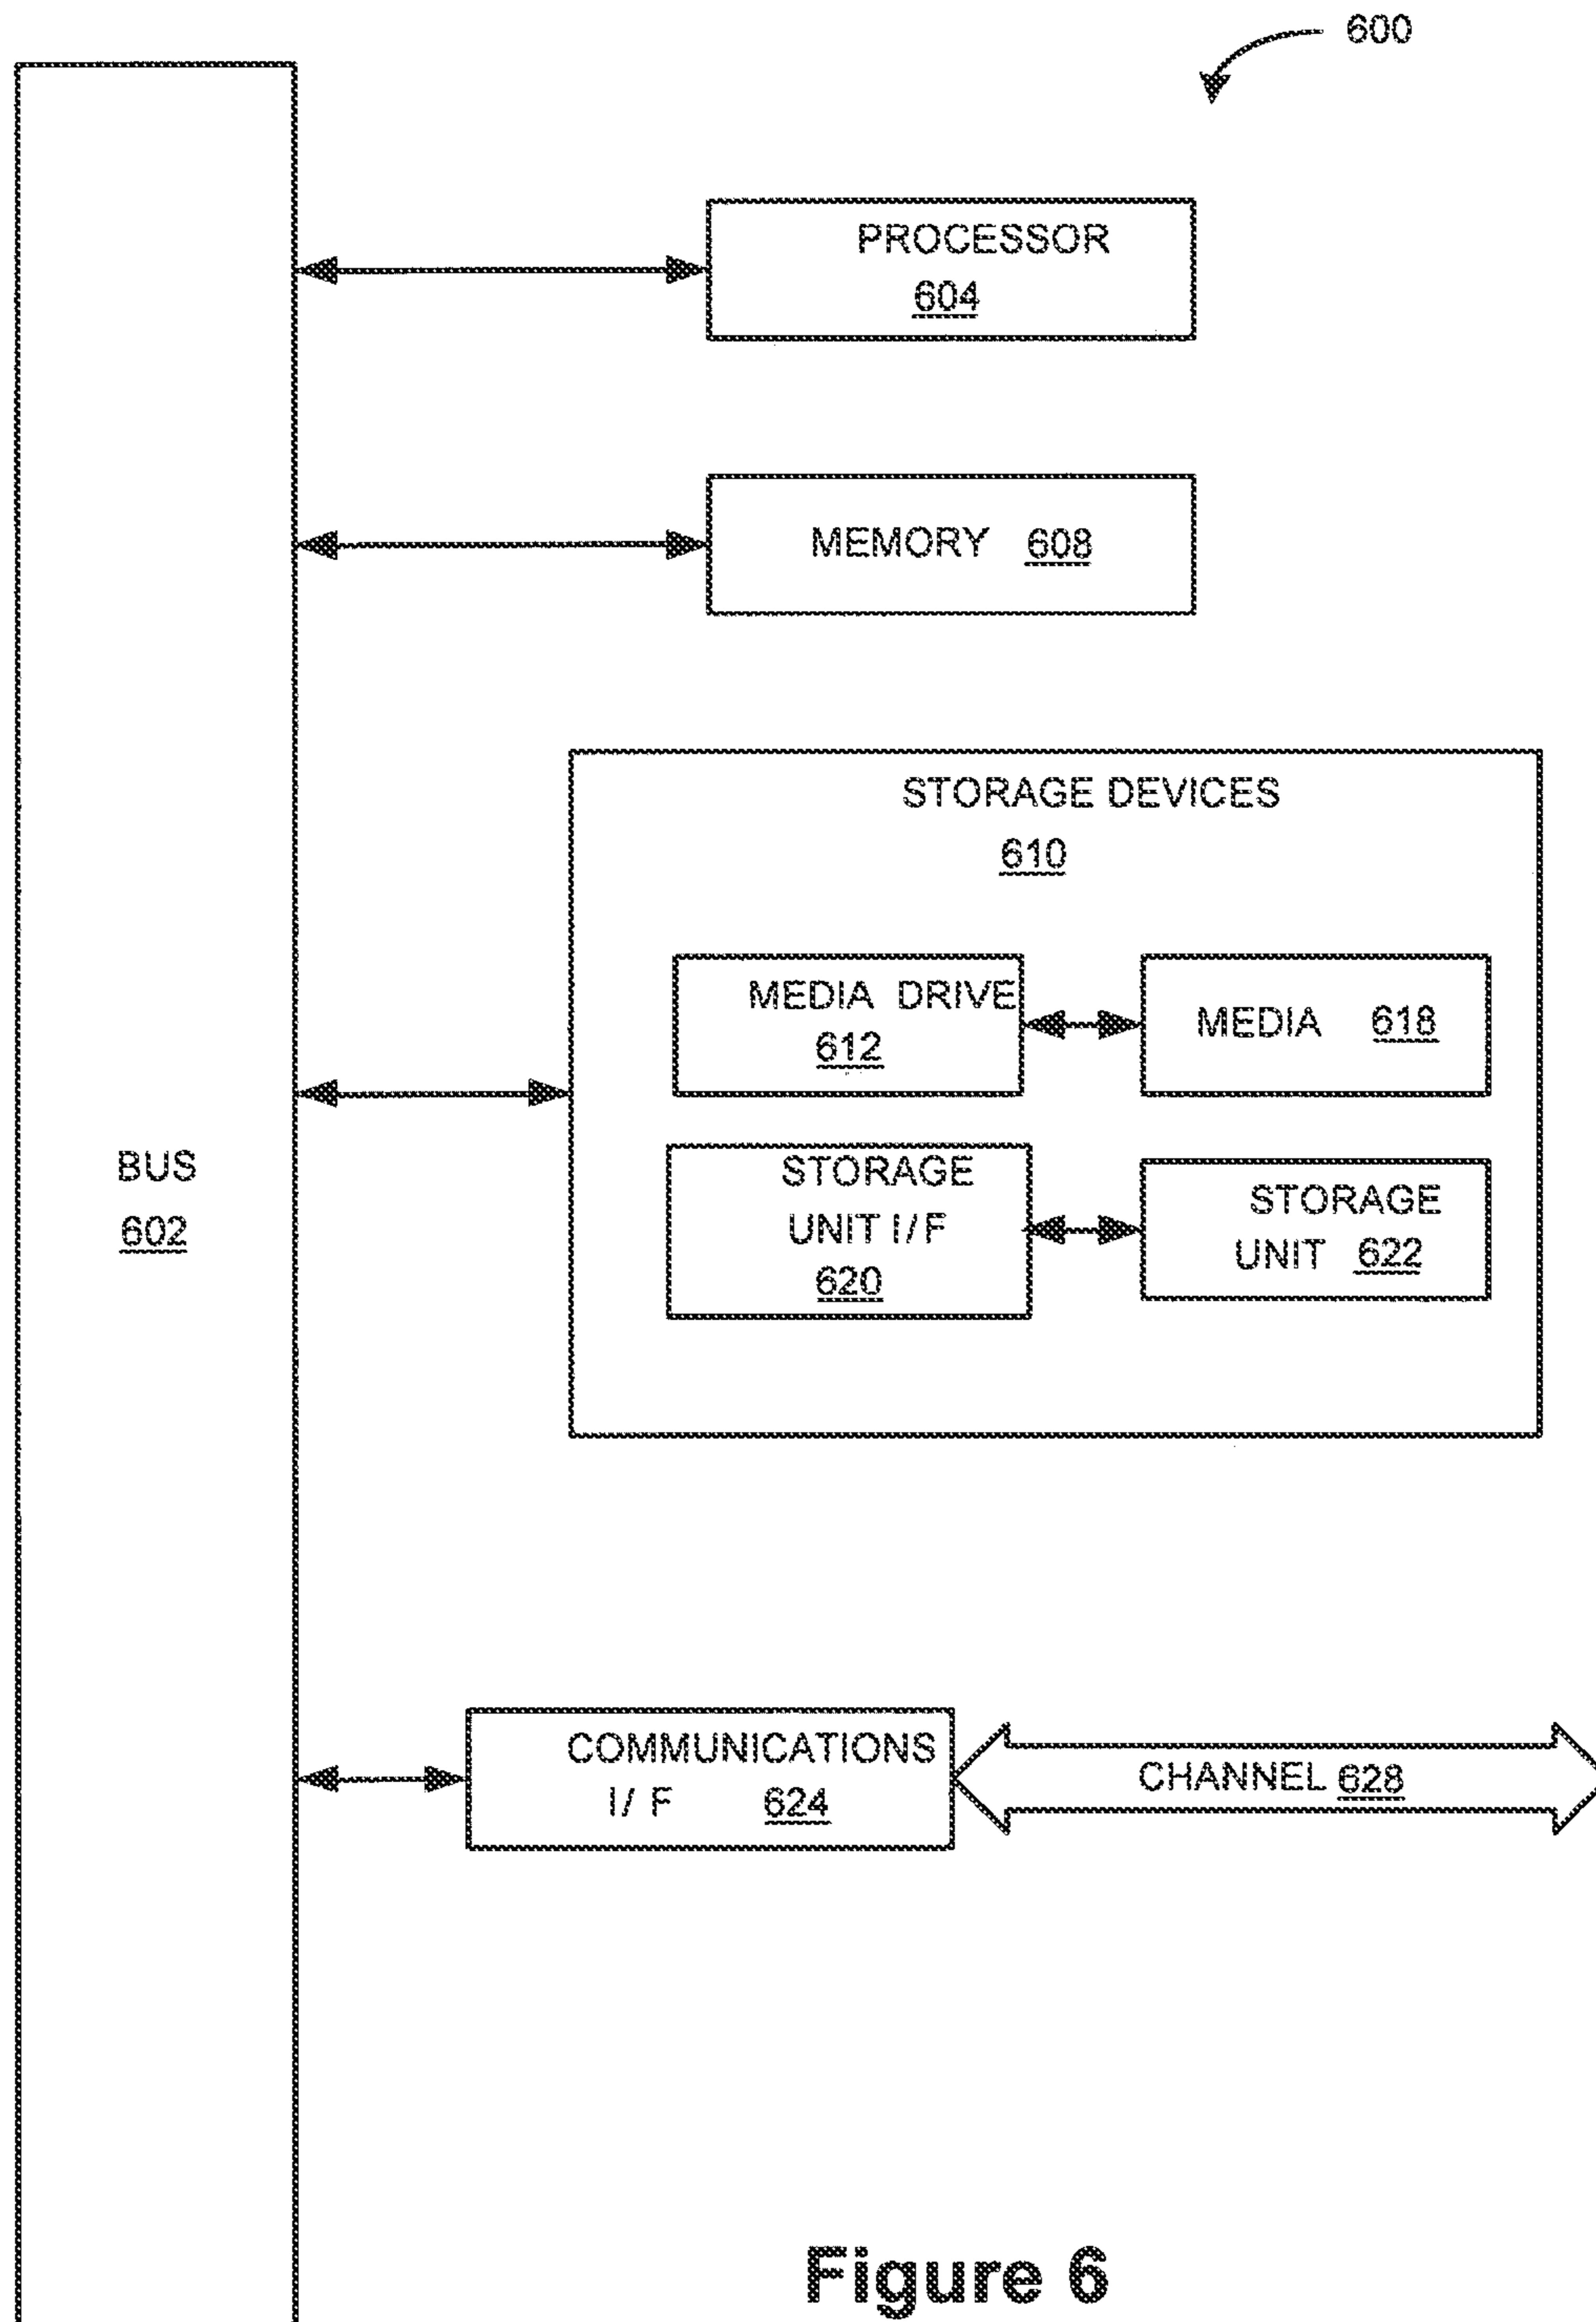 600
PROCESSOR
604
MEMORY 608
STORAGE DEVICES
610
MEDIA DRIVE
612
MEDIA 618
BUS
602
STORAGE
UNIT I/F
620
STORAGE
UNIT 622
COMMUNICATIONS
I/F 624
CHANNEL 628
Figure 6